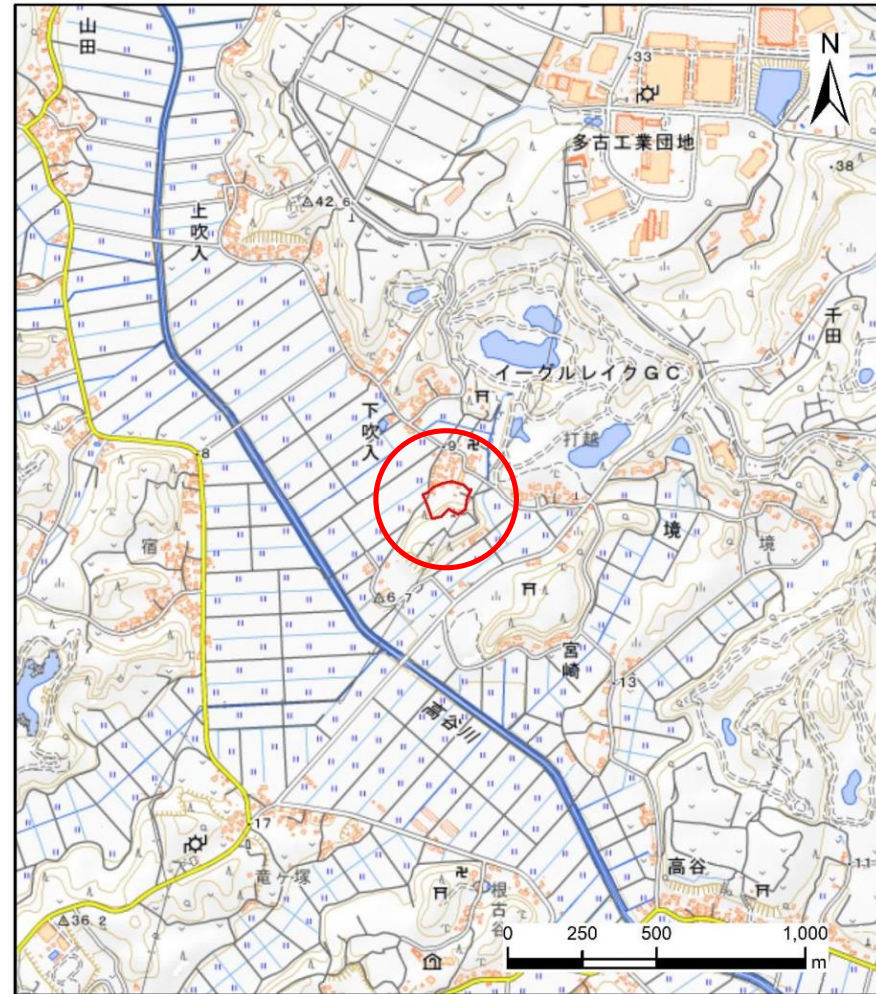 山田
N
33
多古工業団地
40
38
上吹入
42.6
千田
イーグルレイクGC
下吹入
打越
9
8
宿
境
境
6.7
宮崎
13
高谷川
17
竜ヶ塚
根古谷
高谷
11
36.2
0 250 500 1,000
m